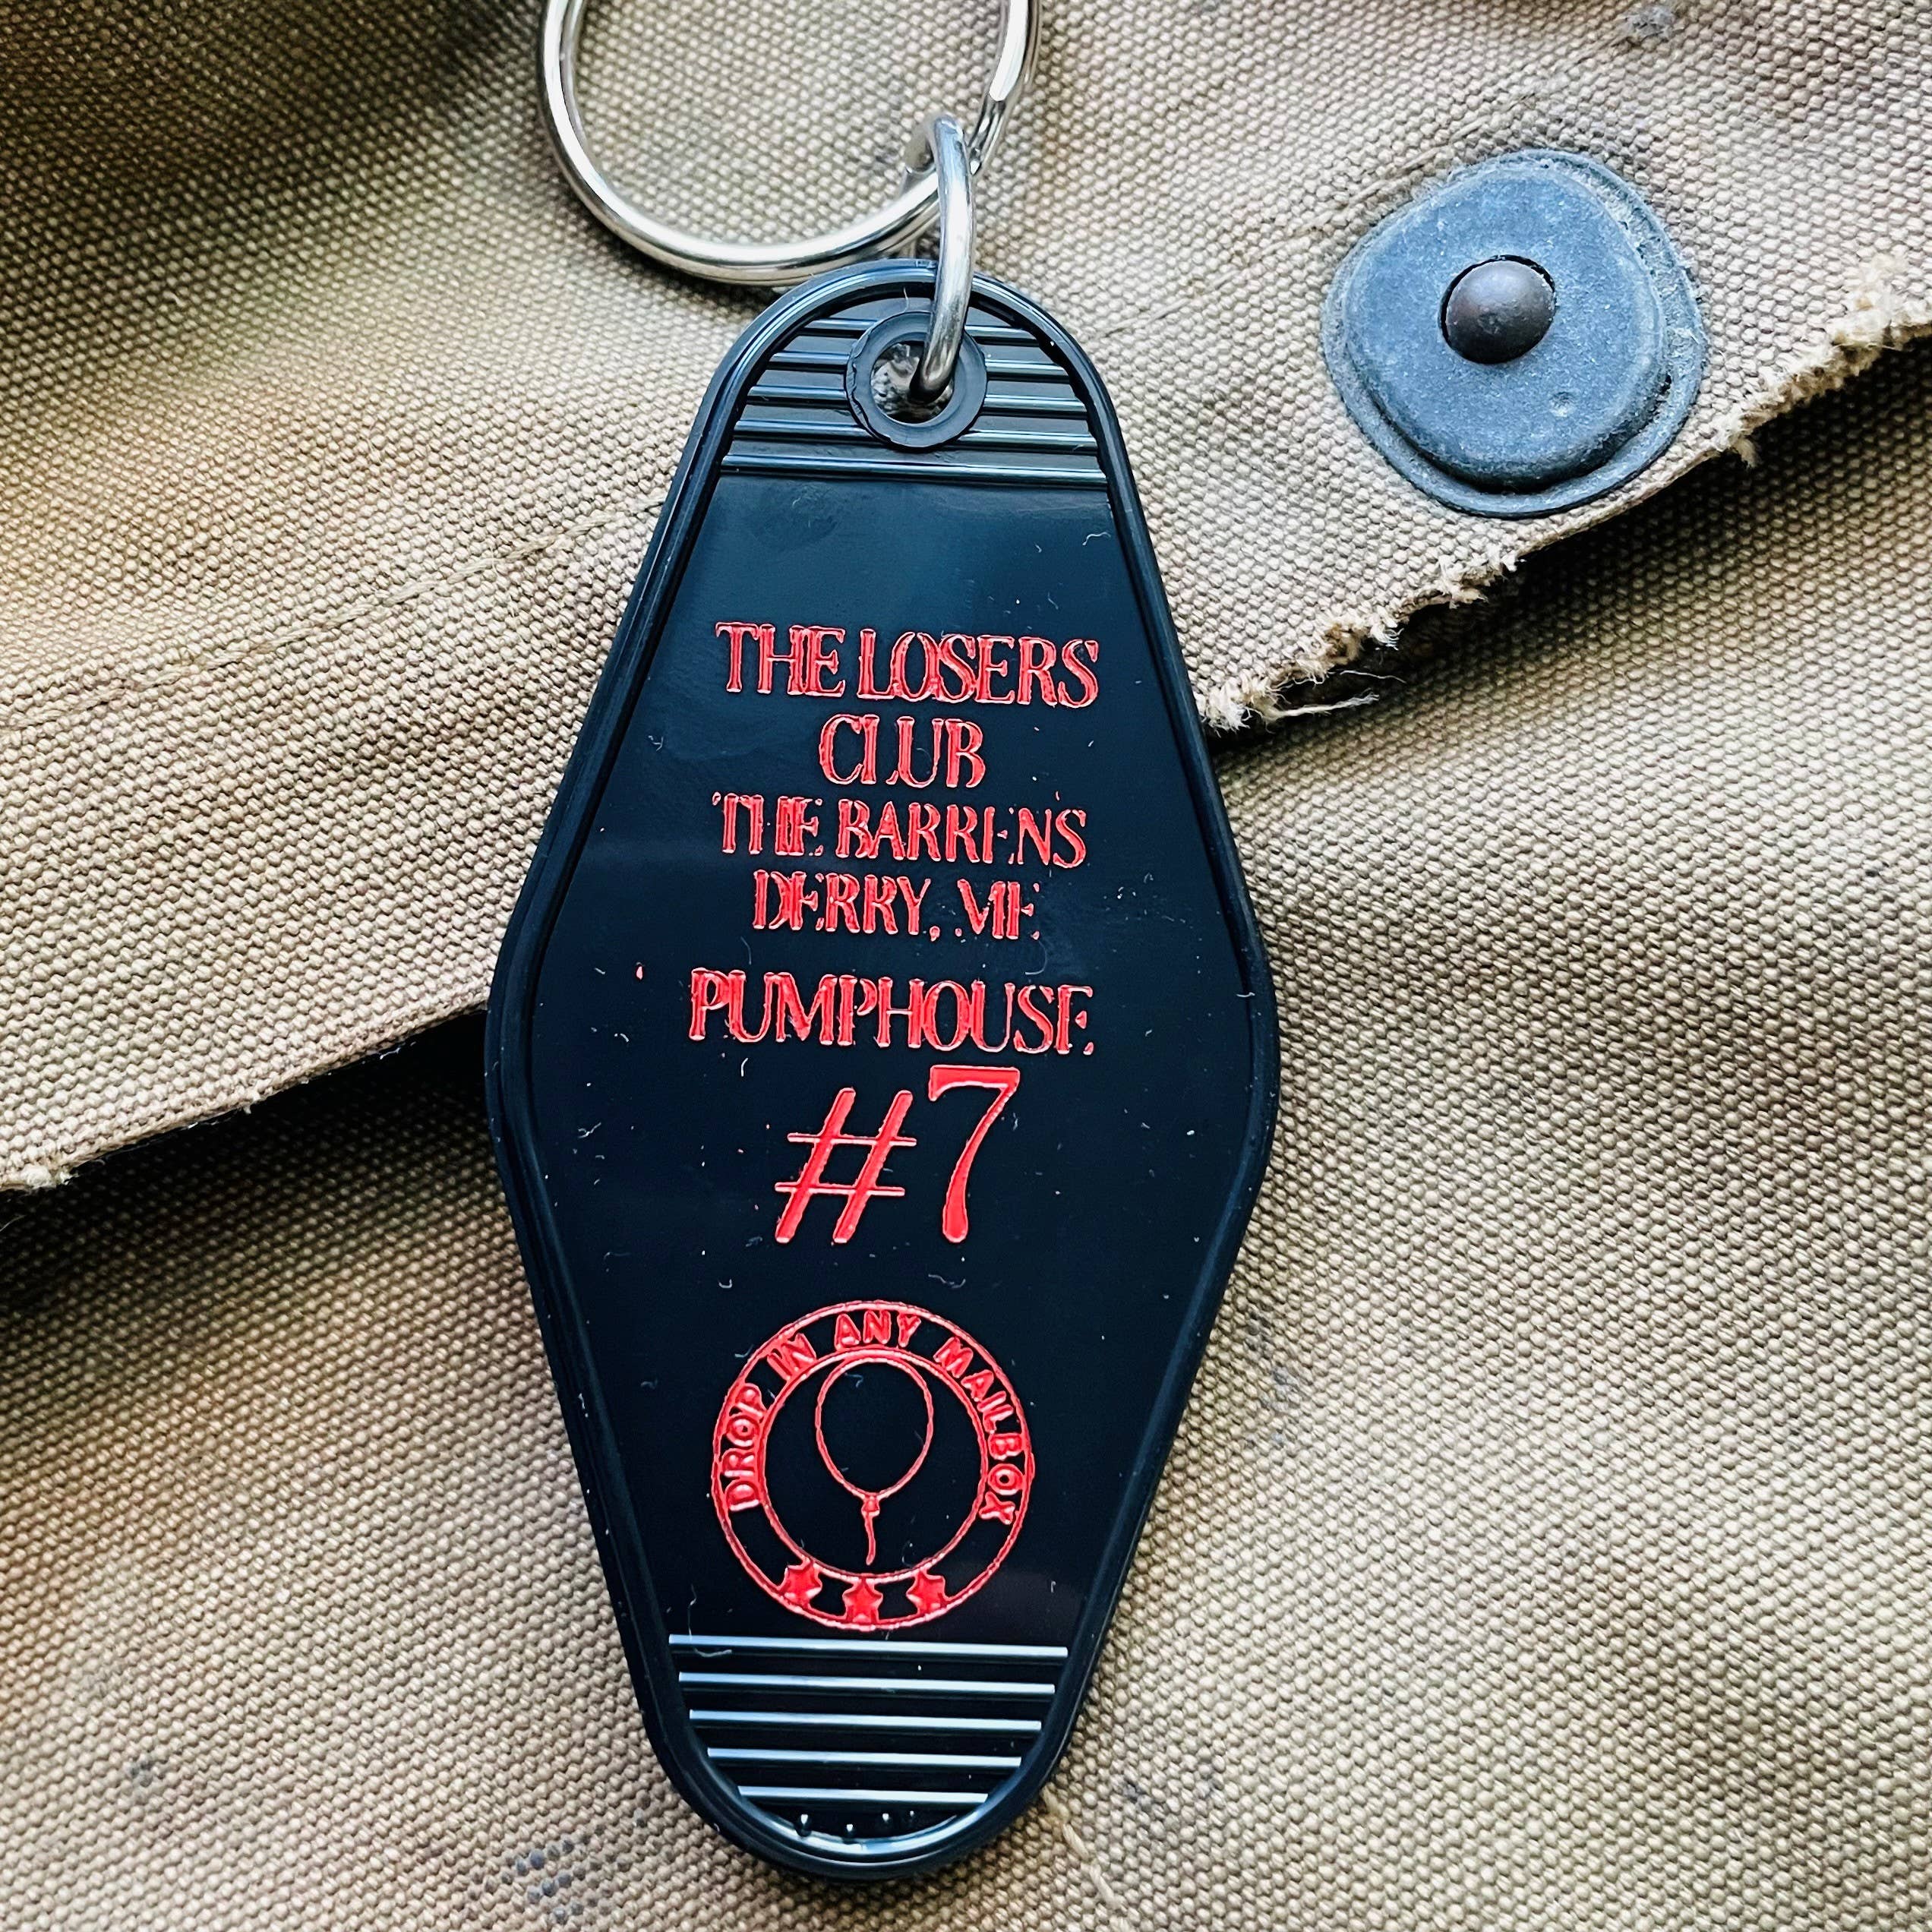 THE LOSERS
CLUB
THE BARRENS
DERRY, ME
PUMPHOUSE
#7
DROP IN ANY MAILBOX